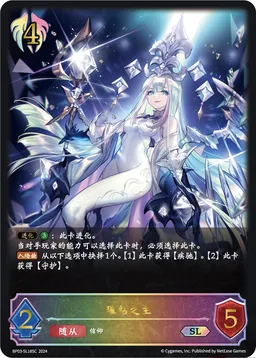 4
进化 3 ：此卡进化。
当对手玩家的能力可以选择此卡时，必须选择此卡。
入场曲 从以下选项中抉择1个。【1】此卡获得【疾驰】。【2】此卡
获得【守护】。
之王
2
随从 信仰
SL
5
BP03-SL18SC 2024
© Cygames, Inc. Published by NetEase Games